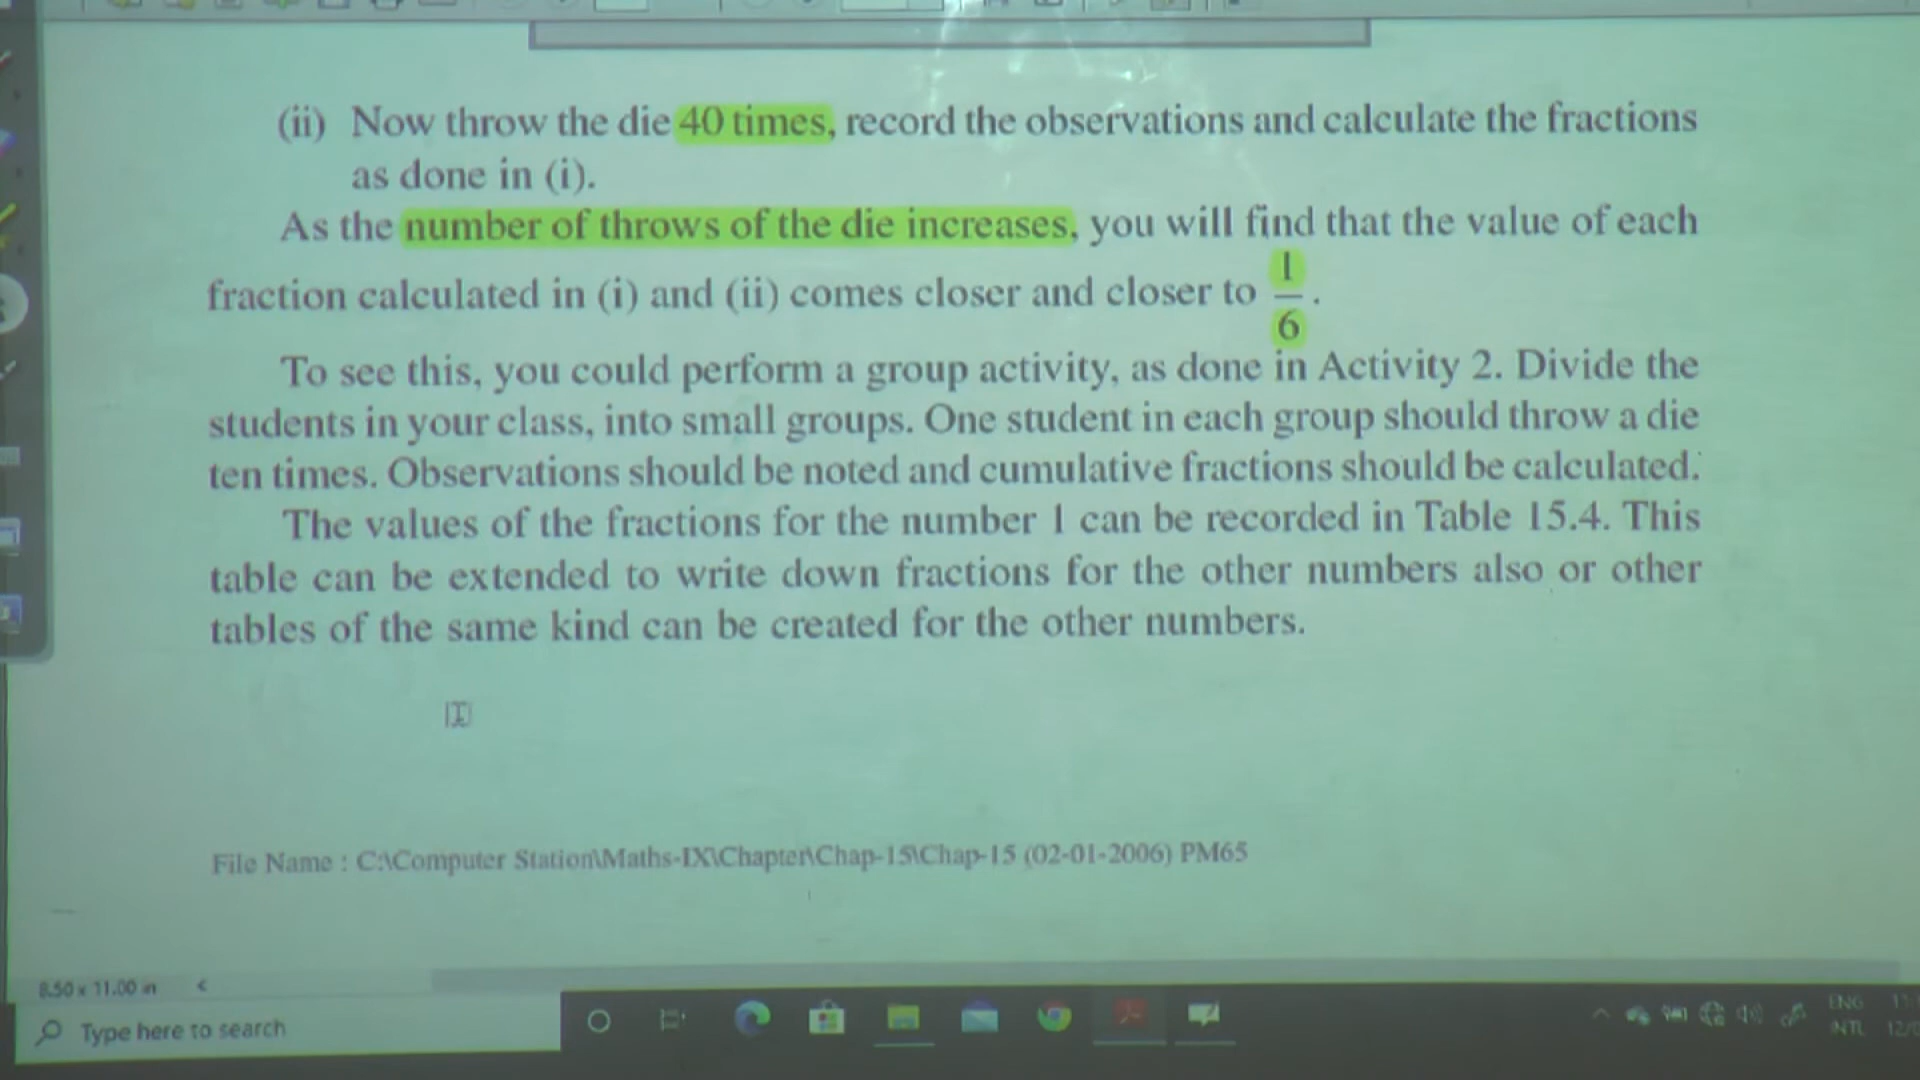 (ii) Now throw the die 40 times, record the observations and calculate the fractions
as done in (i).
As the number of throws of the die increases, you will find that the value of each
fraction calculated in (i) and (ii) comes closer and closer to 1/6.
To see this, you could perform a group activity, as done in Activity 2. Divide the
students in your class, into small groups. One student in each group should throw a die
ten times. Observations should be noted and cumulative fractions should be calculated.
The values of the fractions for the number 1 can be recorded in Table 15.4. This
table can be extended to write down fractions for the other numbers also or other
tables of the same kind can be created for the other numbers.
File Name : C:\Computer Station\Maths-IX\Chapter\Chap-15\Chap-15 (02-01-2006) PM65
8.50 x 11.00 in
Type here to search
ENG
INTL